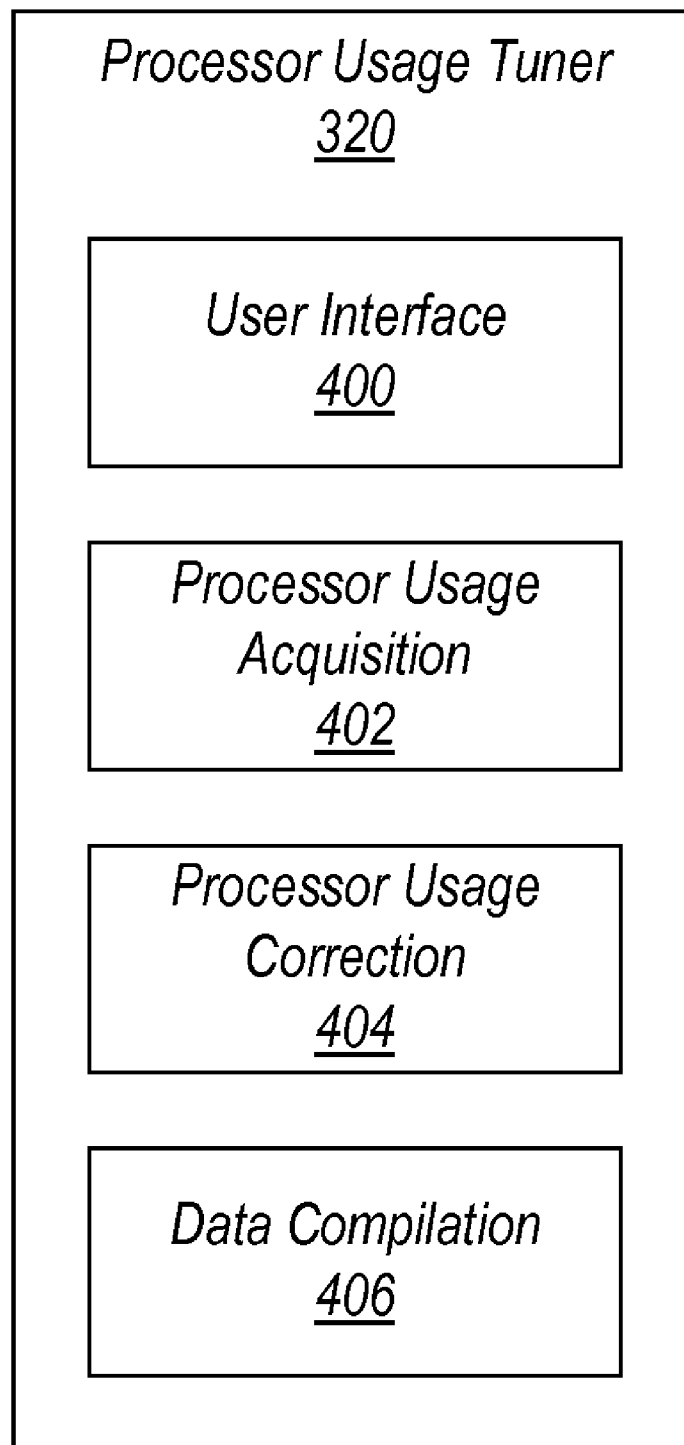 Processor Usage Tuner
320
User Interface
400
Processor Usage
Acquisition
402
Processor Usage
Correction
404
Data Compilation
406